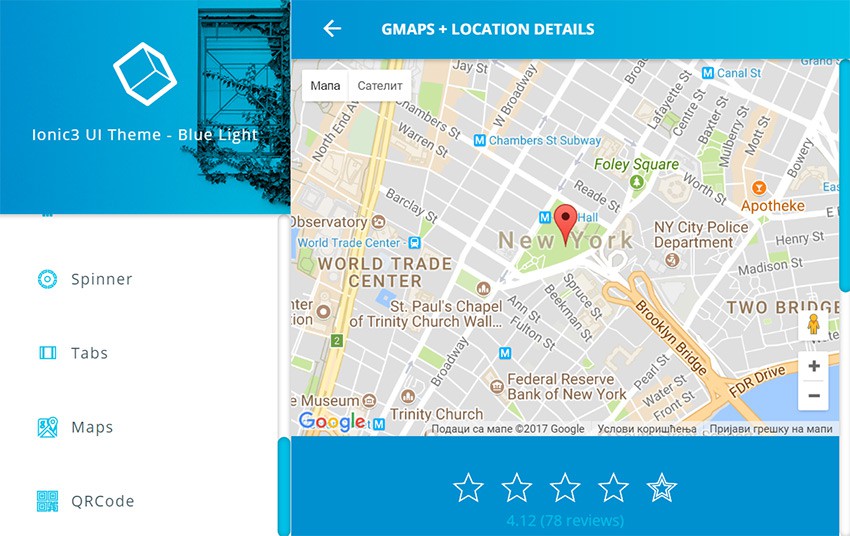 Ionic3 UI Theme - Blue Light
Spinner
Tabs
Maps
QRCode
GMAPS + LOCATION DETAILS
Мапа
Сателит
Jay St
W Broadway
Canal St
Grand
Lafayette St
Centre St
Baxter St
Mulberry St
Mott St
Bowery
North End Av
Warren St
Chambers St
Chambers St Subway
Foley Square
Reade St
Worth St
Apotheke
Eas
Barclay St
Observatory
World Trade Center
Hall
New York
NY City Police
Department
Henry St
Madison St
WORLD TRADE
CENTER
St. Paul's Chapel
of Trinity Church Wall...
Ann St
Fulton St
Beekman St
Spruce St
TWO BRIDGE
Brooklyn Bridge
nter
tion
2
Broadway
Pearl St
Water St
Front St
FDR Drive
Federal Reserve
Bank of New York
e Museum
Trinity Church
Google
Подаци са мапе ©2017 Google
Услови коришћења
Пријави грешку на мапи
4.12 (78 reviews)